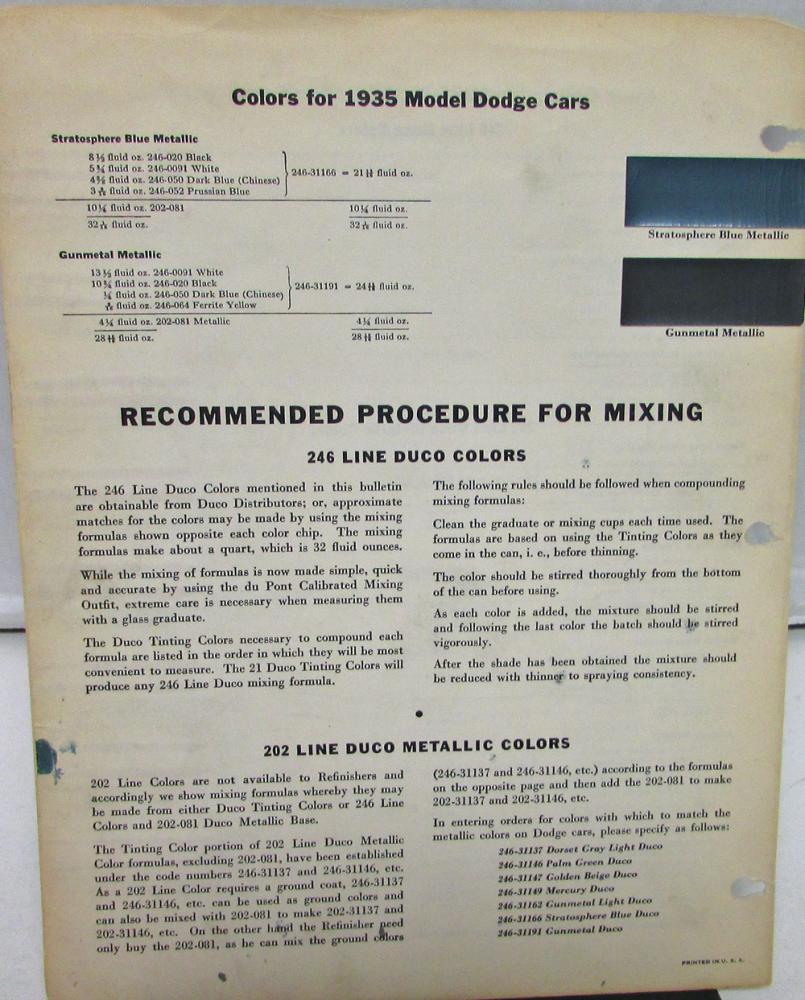 Colors for 1935 Model Dodge Cars
Stratosphere Blue Metallic
8½ fluid oz. 246-020 Black
fluid oz. 246-0091 White
fluid oz. 246-050 Dark Blue (Chinese)
fluid oz. 246-052 Prussian Blue
246-31166 = fluid oz.
10¼ fluid oz. 202-081 10¼ fluid oz.
fluid oz. fluid oz.
Stratosphere Blue Metallic
Gunmetal Metallic
13½ fluid oz. 246-0091 White
fluid oz. 246-020 Black
¼ fluid oz. 246-050 Dark Blue (Chinese)
fluid oz. 246-064 Ferrite Yellow
246-31191 = fluid oz.
4¼ fluid oz. 202-081 Metallic 4¼ fluid oz.
fluid oz. fluid oz.
Gunmetal Metallic
RECOMMENDED PROCEDURE FOR MIXING
246 LINE DUCO COLORS
The 246 Line Duco Colors mentioned in this bulletin
are obtainable from Duco Distributors; or, approximate
matches for the colors may be made by using the mixing
formulas shown opposite each color chip. The mixing
formulas make about a quart, which is 32 fluid ounces.
While the mixing of formulas is now made simple, quick
and accurate by using the du Pont Calibrated Mixing
Outfit, extreme care is necessary when measuring them
with a glass graduate.
The Duco Tinting Colors necessary to compound each
formula are listed in the order in which they will be most
convenient to measure. The 21 Duco Tinting Colors will
produce any 246 Line Duco mixing formula.
The following rules should be followed when compounding
mixing formulas:
Clean the graduate or mixing cups each time used. The
formulas are based on using the Tinting Colors as they
come in the can, i. e., before thinning.
The color should be stirred thoroughly from the bottom
of the can before using.
As each color is added, the mixture should be stirred
and following the last color the batch should be stirred
vigorously.
After the shade has been obtained the mixture should
be reduced with thinner to spraying consistency.
202 LINE DUCO METALLIC COLORS
202 Line Colors are not available to Refinishers and
accordingly we show mixing formulas whereby they may
be made from either Duco Tinting Colors or 246 Line
Colors and 202-081 Duco Metallic Base.
The Tinting Color portion of 202 Line Duco Metallic
Color formulas, excluding 202-081, have been established
under the code numbers 246-31137 and 246-31146, etc.
As a 202 Line Color requires a ground coat, 246-31137
and 246-31146, etc. can be used as ground colors and
can also be mixed with 202-081 to make 202-31137 and
202-31146, etc. On the other hand the Refinisher need
only buy the 202-081, as he can mix the ground colors
(246-31137 and 246-31146, etc.) according to the formulas
on the opposite page and then add the 202-081 to make
202-31137 and 202-31146, etc.
In entering orders for colors with which to match the
metallic colors on Dodge cars, please specify as follows:
246-31137 Dorset Gray Light Duco
246-31146 Palm Green Duco
246-31147 Golden Beige Duco
246-31149 Mercury Duco
246-31162 Gunmetal Light Duco
246-31166 Stratosphere Blue Duco
246-31191 Gunmetal Duco
PRINTED IN U. S. A.